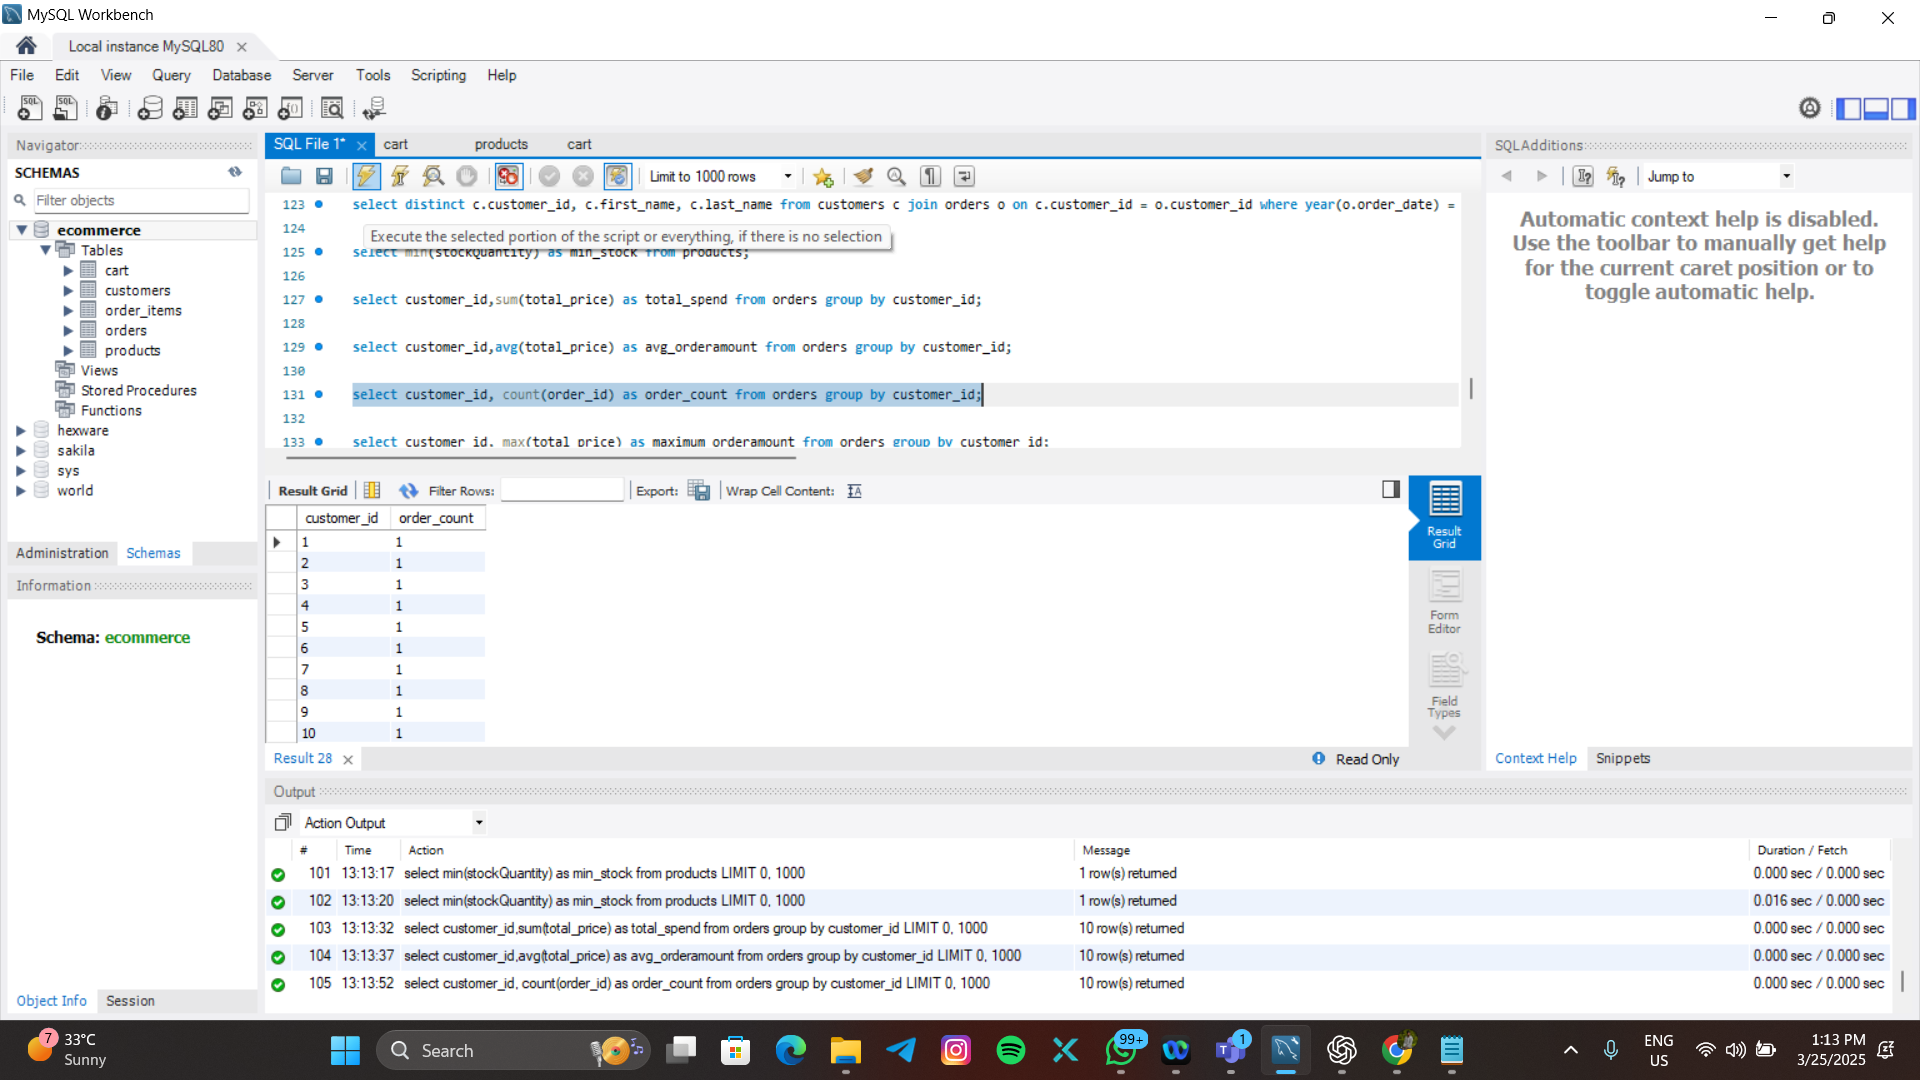 MySQL Workbench
Local instance MySQL80
File Edit View Query Database Server Tools Scripting Help
Navigator
SCHEMAS
Filter objects
ecommerce
Tables
cart
customers
order_items
orders
products
Views
Stored Procedures
Functions
hexware
sakila
sys
world
Administration Schemas
Information
Schema: ecommerce
Object Info Session
SQL File 1* cart products cart
Limit to 1000 rows
123 select distinct c.customer_id, c.first_name, c.last_name from customers c join orders o on c.customer_id = o.customer_id where year(o.order_date) =
124
Execute the selected portion of the script or everything, if there is no selection
125 select min(stockQuantity) as min_stock from products;
126
127 select customer_id,sum(total_price) as total_spend from orders group by customer_id;
128
129 select customer_id,avg(total_price) as avg_orderamount from orders group by customer_id;
130
131 select customer_id, count(order_id) as order_count from orders group by customer_id;
132
133 select customer_id, max(total_price) as maximum_orderamount from orders group by customer_id;
Result Grid Filter Rows: Export: Wrap Cell Content:
customer_id order_count
1 1
2 1
3 1
4 1
5 1
6 1
7 1
8 1
9 1
10 1
Result Grid
Form Editor
Field Types
Result 28
Read Only
SQLAdditions
Jump to
Automatic context help is disabled.
Use the toolbar to manually get help
for the current caret position or to
toggle automatic help.
Context Help Snippets
Output
Action Output
# Time Action Message Duration / Fetch
101 13:13:17 select min(stockQuantity) as min_stock from products LIMIT 0, 1000 1 row(s) returned 0.000 sec / 0.000 sec
102 13:13:20 select min(stockQuantity) as min_stock from products LIMIT 0, 1000 1 row(s) returned 0.016 sec / 0.000 sec
103 13:13:32 select customer_id,sum(total_price) as total_spend from orders group by customer_id LIMIT 0, 1000 10 row(s) returned 0.000 sec / 0.000 sec
104 13:13:37 select customer_id,avg(total_price) as avg_orderamount from orders group by customer_id LIMIT 0, 1000 10 row(s) returned 0.000 sec / 0.000 sec
105 13:13:52 select customer_id, count(order_id) as order_count from orders group by customer_id LIMIT 0, 1000 10 row(s) returned 0.000 sec / 0.000 sec
7
33°C
Sunny
Search
99+
1
ENG
US
1:13 PM
3/25/2025